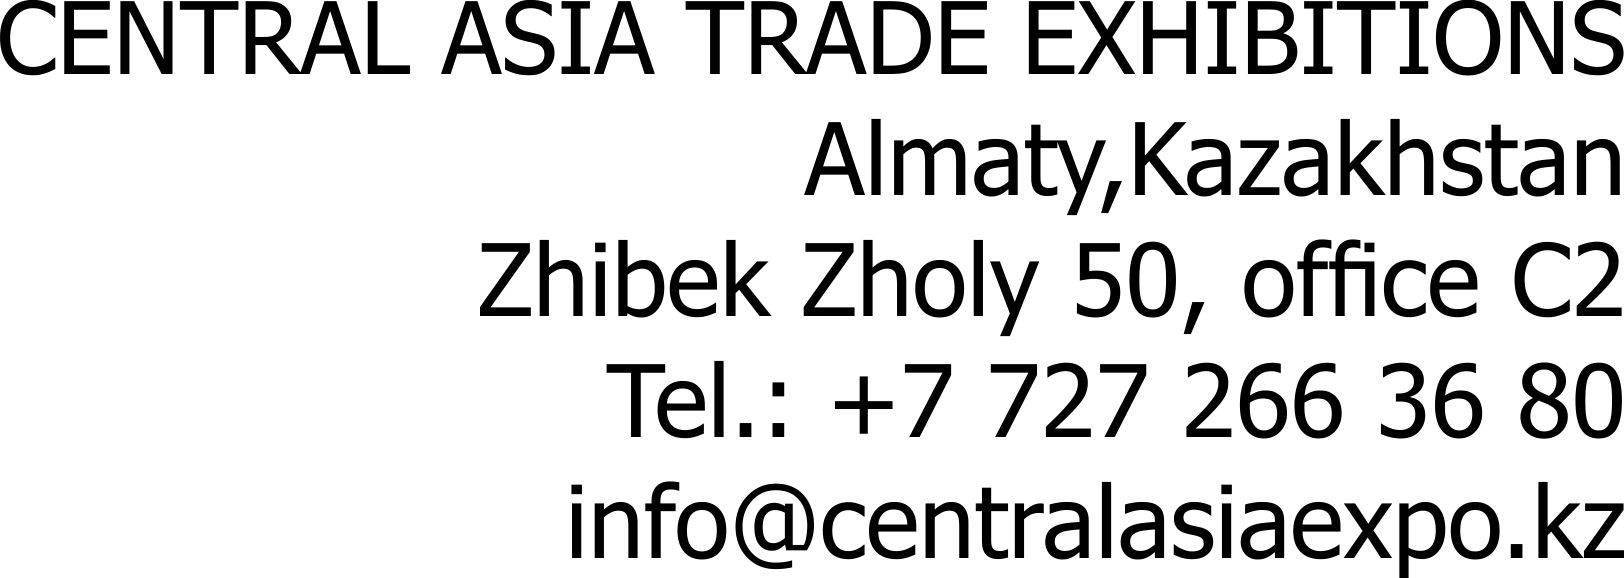 CENTRAL ASIA TRADE EXHIBITIONS
Almaty,Kazakhstan
Zhibek Zholy 50, office C2
Tel.: +7 727 266 36 80
info@centralasiaexpo.kz